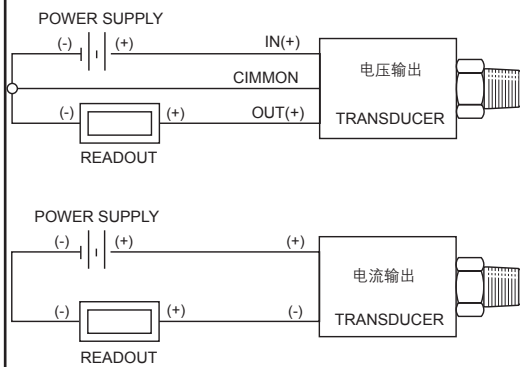 POWER SUPPLY
(-) (+) IN(+)
CIMMON
电压输出
(-) (+) OUT(+)
TRANSDUCER
READOUT
POWER SUPPLY
(-) (+) (+)
电流输出
(-) (+) (-)
TRANSDUCER
READOUT